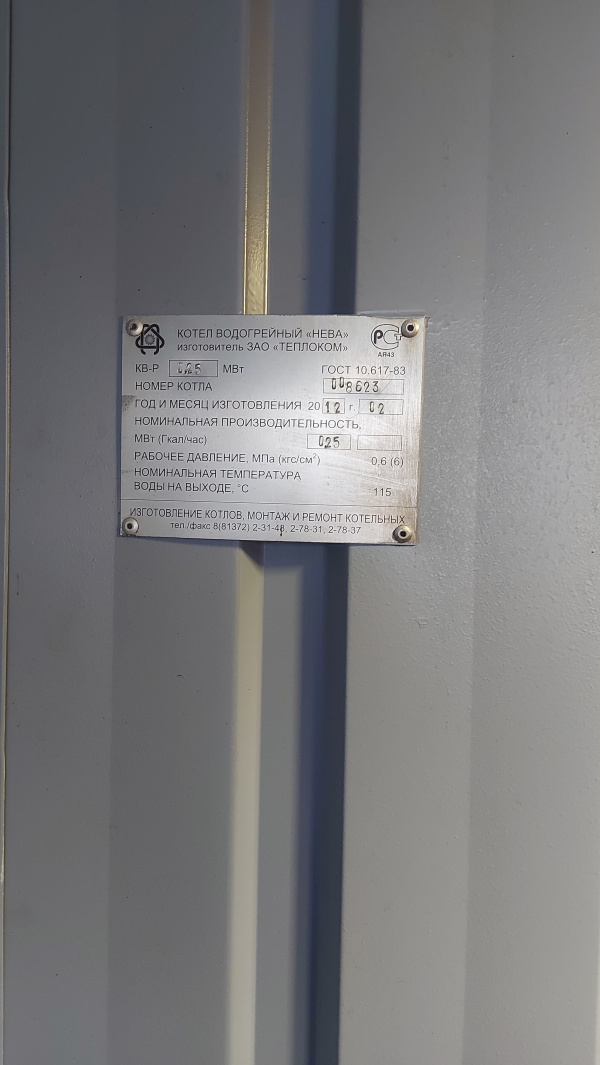 КОТЕЛ ВОДОГРЕЙНЫЙ «НЕВА»
изготовитель ЗАО «ТЕПЛОКОМ»
РСТ
АЯ43
КВ-Р 0,25 МВт ГОСТ 10.617-83
НОМЕР КОТЛА 008623
ГОД И МЕСЯЦ ИЗГОТОВЛЕНИЯ 20 12 г. 02
НОМИНАЛЬНАЯ ПРОИЗВОДИТЕЛЬНОСТЬ,
МВт (Гкал/час) 0,25
РАБОЧЕЕ ДАВЛЕНИЕ, МПа (кгс/см²) 0,6 (6)
НОМИНАЛЬНАЯ ТЕМПЕРАТУРА
ВОДЫ НА ВЫХОДЕ, °С 115
ИЗГОТОВЛЕНИЕ КОТЛОВ, МОНТАЖ И РЕМОНТ КОТЕЛЬНЫХ
тел./факс 8(81372) 2-31-48, 2-78-31, 2-78-37